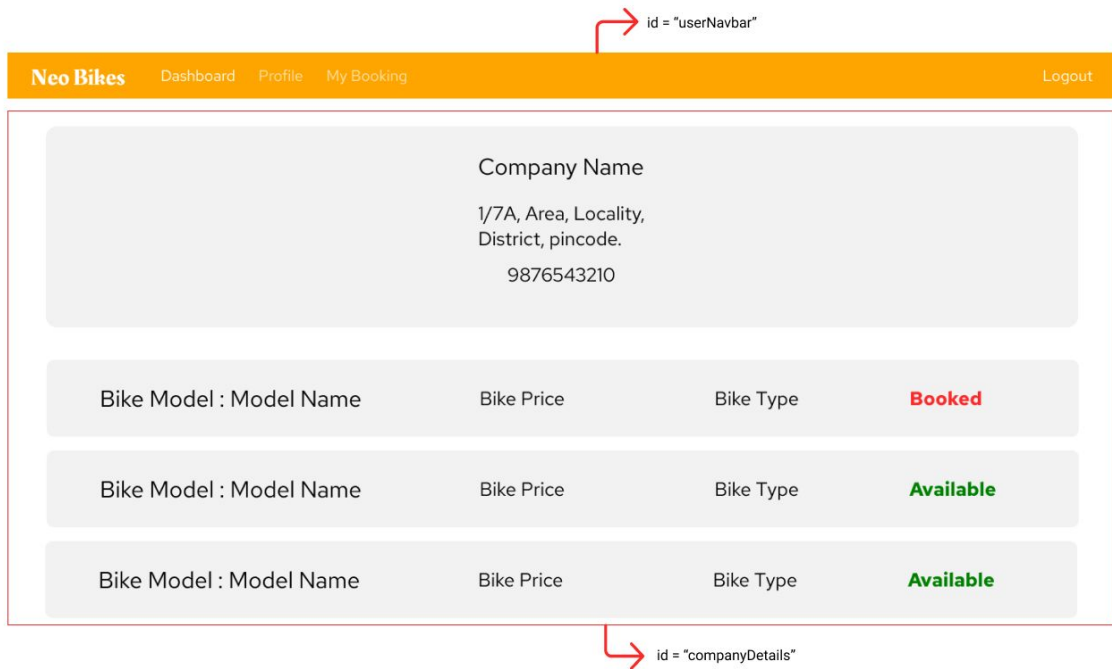 id = “userNavbar”
Neo Bikes Dashboard Profile My Booking Logout
Company Name
1/7A, Area, Locality,
District, pincode.
9876543210
Bike Model : Model Name Bike Price Bike Type Booked
Bike Model : Model Name Bike Price Bike Type Available
Bike Model : Model Name Bike Price Bike Type Available
id = “companyDetails”